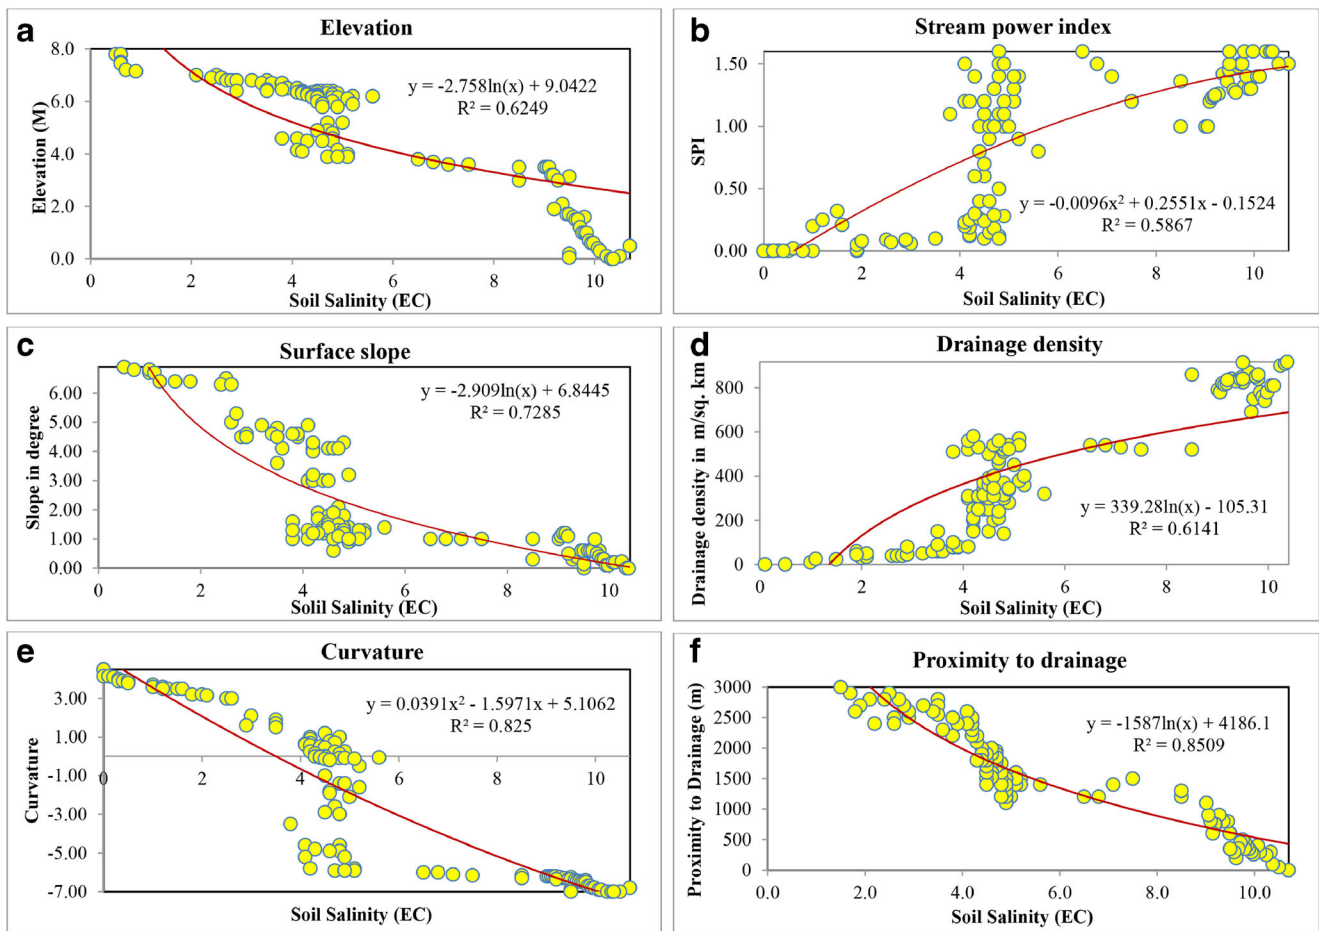 a
Elevation
8.0
6.0
4.0
2.0
0.0
Elevation (M)
y = -2.758ln(x) + 9.0422
R² = 0.6249
0 2 4 6 8 10
Soil Salinity (EC)
b
Stream power index
1.50
1.00
0.50
0.00
SPI
y = -0.0096x² + 0.2551x - 0.1524
R² = 0.5867
0 2 4 6 8 10
Soil Salinity (EC)
c
Surface slope
6.00
5.00
4.00
3.00
2.00
1.00
0.00
Slope in degree
y = -2.909ln(x) + 6.8445
R² = 0.7285
0 2 4 6 8 10
Soil Salinity (EC)
d
Drainage density
800
600
400
200
0
Drainage density in m/sq. km
y = 339.28ln(x) - 105.31
R² = 0.6141
0 2 4 6 8 10
Soil Salinity (EC)
e
Curvature
3.00
1.00
-1.00
-3.00
-5.00
-7.00
Curvature
y = 0.0391x² - 1.5971x + 5.1062
R² = 0.825
0 2 4 6 8 10
Soil Salinity (EC)
f
Proximity to drainage
3000
2500
2000
1500
1000
500
0
Proximity to Drainage (m)
y = -1587ln(x) + 4186.1
R² = 0.8509
0.0 2.0 4.0 6.0 8.0 10.0
Soil Salinity (EC)